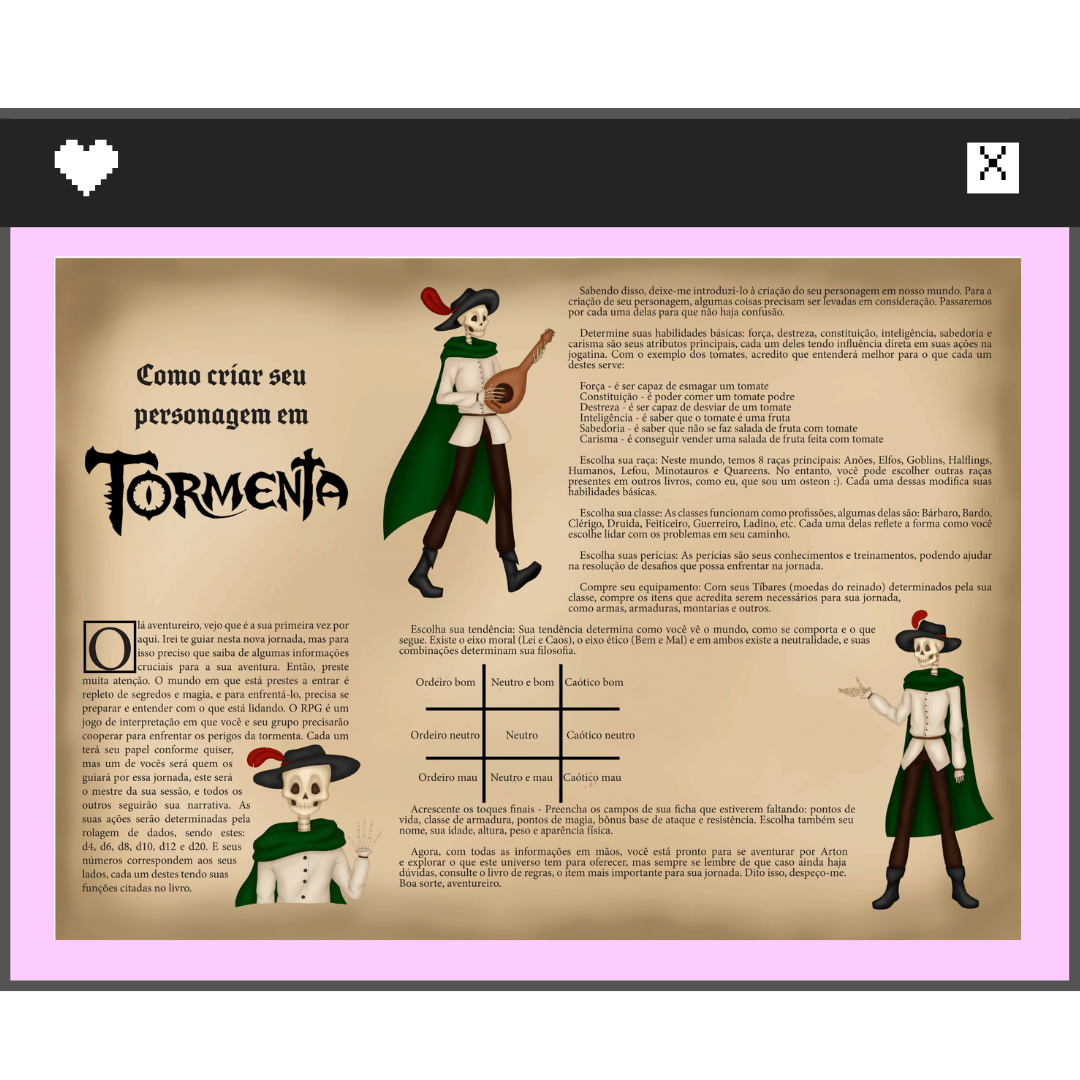 Como criar seu
personagem em
TORMENTA
Olá aventureiro, vejo que é a sua primeira vez por
aqui. Irei te guiar nesta nova jornada, mas para
isso preciso que saiba de algumas informações
cruciais para a sua aventura. Então, preste
muita atenção. O mundo em que está prestes a entrar é
repleto de segredos e magia, e para enfrentá-lo, precisa se
preparar e entender com o que está lidando. O RPG é um
jogo de interpretação em que você e seu grupo precisarão
cooperar para enfrentar os perigos da tormenta. Cada um
terá seu papel conforme quiser,
mas um de vocês será quem os
guiará por essa jornada, este será
o mestre da sua sessão, e todos os
outros seguirão sua narrativa. As
suas ações serão determinadas pela
rolagem de dados, sendo estes:
d4, d6, d8, d10, d12 e d20. E seus
números correspondem aos seus
lados, cada um destes tendo suas
funções citadas no livro.
Sabendo disso, deixe-me introduzi-lo à criação do seu personagem em nosso mundo. Para a
criação de seu personagem, algumas coisas precisam ser levadas em consideração. Passaremos
por cada uma delas para que não haja confusão.
Determine suas habilidades básicas: força, destreza, constituição, inteligência, sabedoria e
carisma são seus atributos principais, cada um deles tendo influência direta em suas ações na
jogatina. Com o exemplo dos tomates, acredito que entenderá melhor para o que cada um
destes serve:
Força - é ser capaz de esmagar um tomate
Constituição - é poder comer um tomate podre
Destreza - é ser capaz de desviar de um tomate
Inteligência - é saber que o tomate é uma fruta
Sabedoria - é saber que não se faz salada de fruta com tomate
Carisma - é conseguir vender uma salada de fruta feita com tomate
Escolha sua raça: Neste mundo, temos 8 raças principais: Anões, Elfos, Goblins, Halflings,
Humanos, Lefou, Minotauros e Quareens. No entanto, você pode escolher outras raças
presentes em outros livros, como eu, que sou um osteon :). Cada uma dessas modifica suas
habilidades básicas.
Escolha sua classe: As classes funcionam como profissões, algumas delas são: Bárbaro, Bardo,
Clérigo, Druida, Feiticeiro, Guerreiro, Ladino, etc. Cada uma delas reflete a forma como você
escolhe lidar com os problemas em seu caminho.
Escolha suas perícias: As perícias são seus conhecimentos e treinamentos, podendo ajudar
na resolução de desafios que possa enfrentar na jornada.
Compre seu equipamento: Com seus Tíbares (moedas do reinado) determinados pela sua
classe, compre os itens que acredita serem necessários para sua jornada,
como armas, armaduras, montarias e outros.
Escolha sua tendência: Sua tendência determina como você vê o mundo, como se comporta e o que
segue. Existe o eixo moral (Lei e Caos), o eixo ético (Bem e Mal) e em ambos existe a neutralidade, e suas
combinações determinam sua filosofia.
Ordeiro bom Neutro e bom Caótico bom
Ordeiro neutro Neutro Caótico neutro
Ordeiro mau Neutro e mau Caótico mau
Acrescente os toques finais - Preencha os campos de sua ficha que estiverem faltando: pontos de
vida, classe de armadura, pontos de magia, bônus base de ataque e resistência. Escolha também seu
nome, sua idade, altura, peso e aparência física.
Agora, com todas as informações em mãos, você está pronto para se aventurar por Arton
e explorar o que este universo tem para oferecer, mas sempre se lembre de que caso ainda haja
dúvidas, consulte o livro de regras, o item mais importante para sua jornada. Dito isso, despeço-me.
Boa sorte, aventureiro.